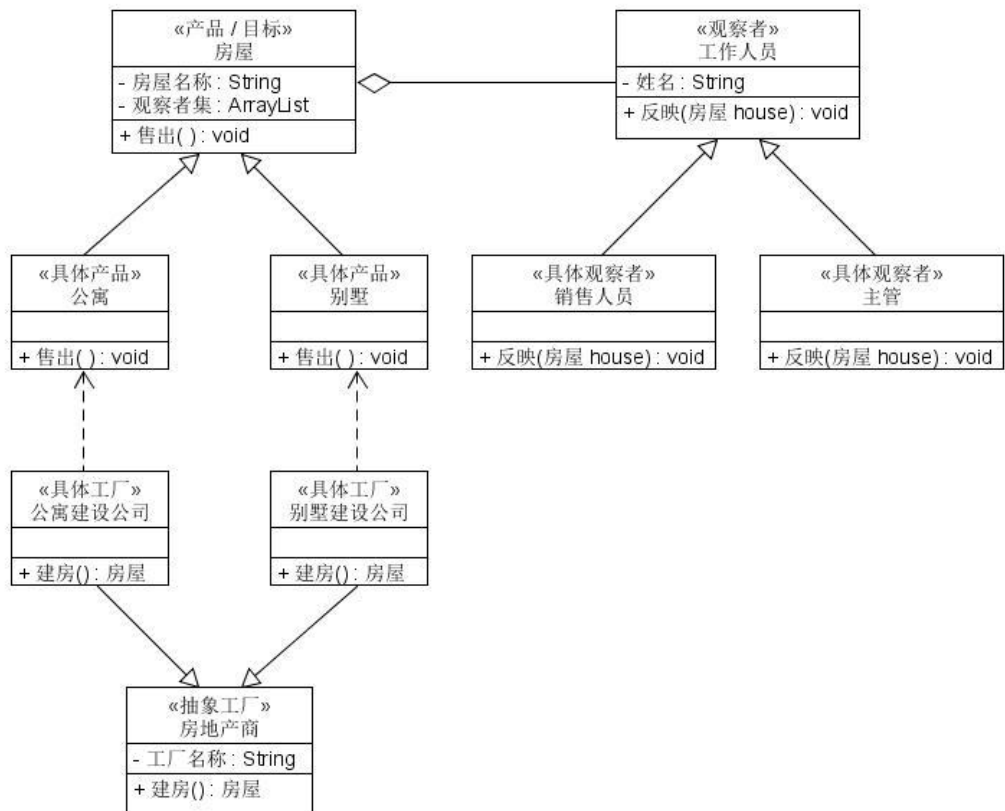 «产品 / 目标»
房屋
- 房屋名称 : String
- 观察者集 : ArrayList
+ 售出( ) : void
«观察者»
工作人员
- 姓名 : String
+ 反映(房屋 house) : void
«具体产品»
公寓
+ 售出( ) : void
«具体产品»
别墅
+ 售出( ) : void
«具体观察者»
销售人员
+ 反映(房屋 house) : void
«具体观察者»
主管
+ 反映(房屋 house) : void
«具体工厂»
公寓建设公司
+ 建房() : 房屋
«具体工厂»
别墅建设公司
+ 建房() : 房屋
«抽象工厂»
房地产商
- 工厂名称 : String
+ 建房() : 房屋